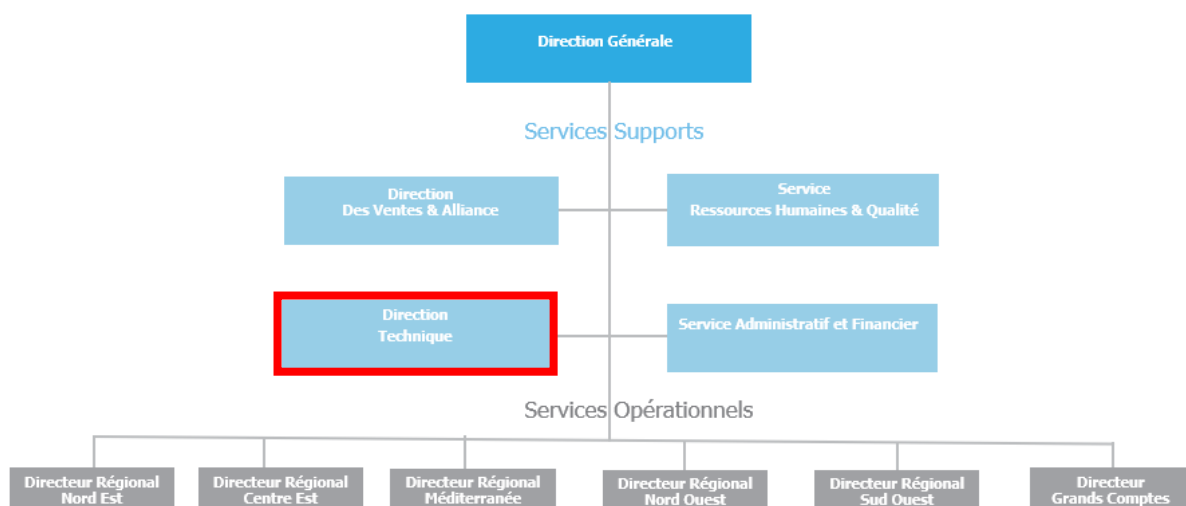 Direction Générale
Services Supports
Direction
Des Ventes & Alliance
Service
Ressources Humaines & Qualité
Direction
Technique
Service Administratif et Financier
Services Opérationnels
Directeur Régional
Nord Est
Directeur Régional
Centre Est
Directeur Régional
Méditerranée
Directeur Régional
Nord Ouest
Directeur Régional
Sud Ouest
Directeur
Grands Comptes